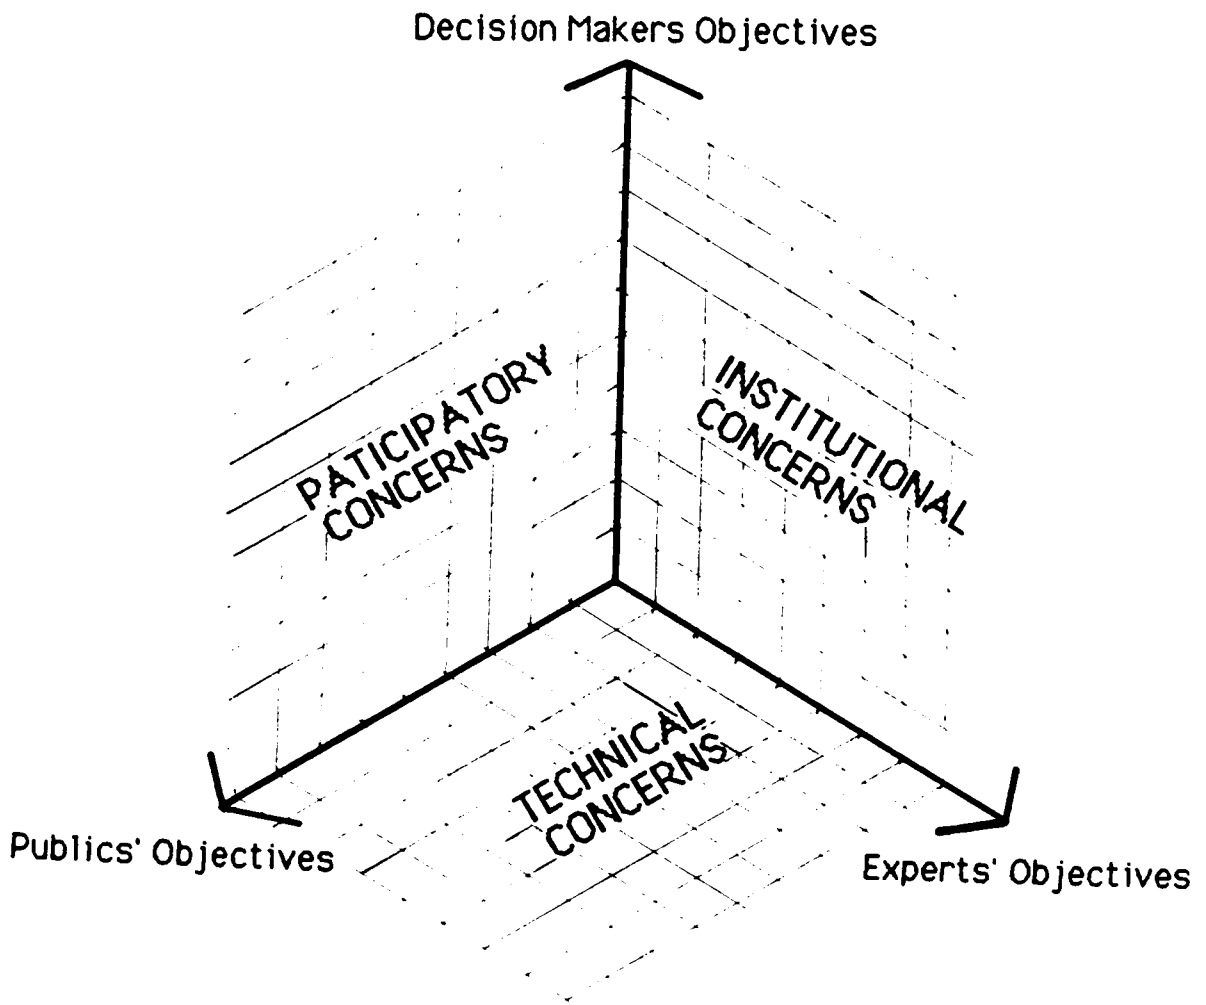 Decision Makers Objectives
PATICIPATORY
CONCERNS
INSTITUTIONAL
CONCERNS
TECHNICAL
CONCERNS
Publics' Objectives
Experts' Objectives